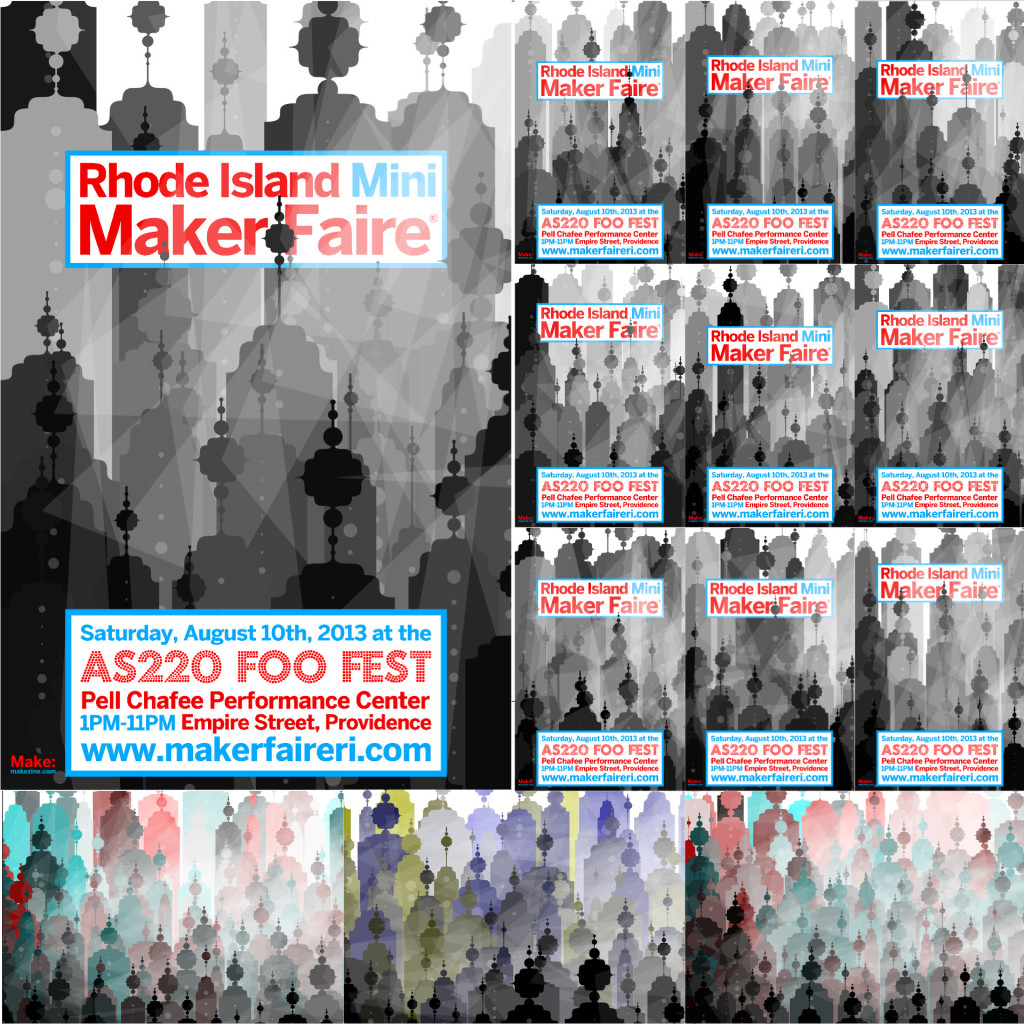 Rhode Island Mini
Maker Faire®
Saturday, August 10th, 2013 at the
AS220 FOO FEST
Pell Chafee Performance Center
1PM-11PM Empire Street, Providence
www.makerfaireri.com
Make:
makezine.com
Rhode Island Mini
Maker Faire®
Saturday, August 10th, 2013 at the
AS220 FOO FEST
Pell Chafee Performance Center
1PM-11PM Empire Street, Providence
www.makerfaireri.com
Make:
Rhode Island Mini
Maker Faire®
Saturday, August 10th, 2013 at the
AS220 FOO FEST
Pell Chafee Performance Center
1PM-11PM Empire Street, Providence
www.makerfaireri.com
Make:
Rhode Island Mini
Maker Faire®
Saturday, August 10th, 2013 at the
AS220 FOO FEST
Pell Chafee Performance Center
1PM-11PM Empire Street, Providence
www.makerfaireri.com
Make:
Rhode Island Mini
Maker Faire®
Saturday, August 10th, 2013 at the
AS220 FOO FEST
Pell Chafee Performance Center
1PM-11PM Empire Street, Providence
www.makerfaireri.com
Make:
Rhode Island Mini
Maker Faire®
Saturday, August 10th, 2013 at the
AS220 FOO FEST
Pell Chafee Performance Center
1PM-11PM Empire Street, Providence
www.makerfaireri.com
Make:
Rhode Island Mini
Maker Faire®
Saturday, August 10th, 2013 at the
AS220 FOO FEST
Pell Chafee Performance Center
1PM-11PM Empire Street, Providence
www.makerfaireri.com
Make:
Rhode Island Mini
Maker Faire®
Saturday, August 10th, 2013 at the
AS220 FOO FEST
Pell Chafee Performance Center
1PM-11PM Empire Street, Providence
www.makerfaireri.com
Make:
Rhode Island Mini
Maker Faire®
Saturday, August 10th, 2013 at the
AS220 FOO FEST
Pell Chafee Performance Center
1PM-11PM Empire Street, Providence
www.makerfaireri.com
Make:
Rhode Island Mini
Maker Faire®
Saturday, August 10th, 2013 at the
AS220 FOO FEST
Pell Chafee Performance Center
1PM-11PM Empire Street, Providence
www.makerfaireri.com
Make: